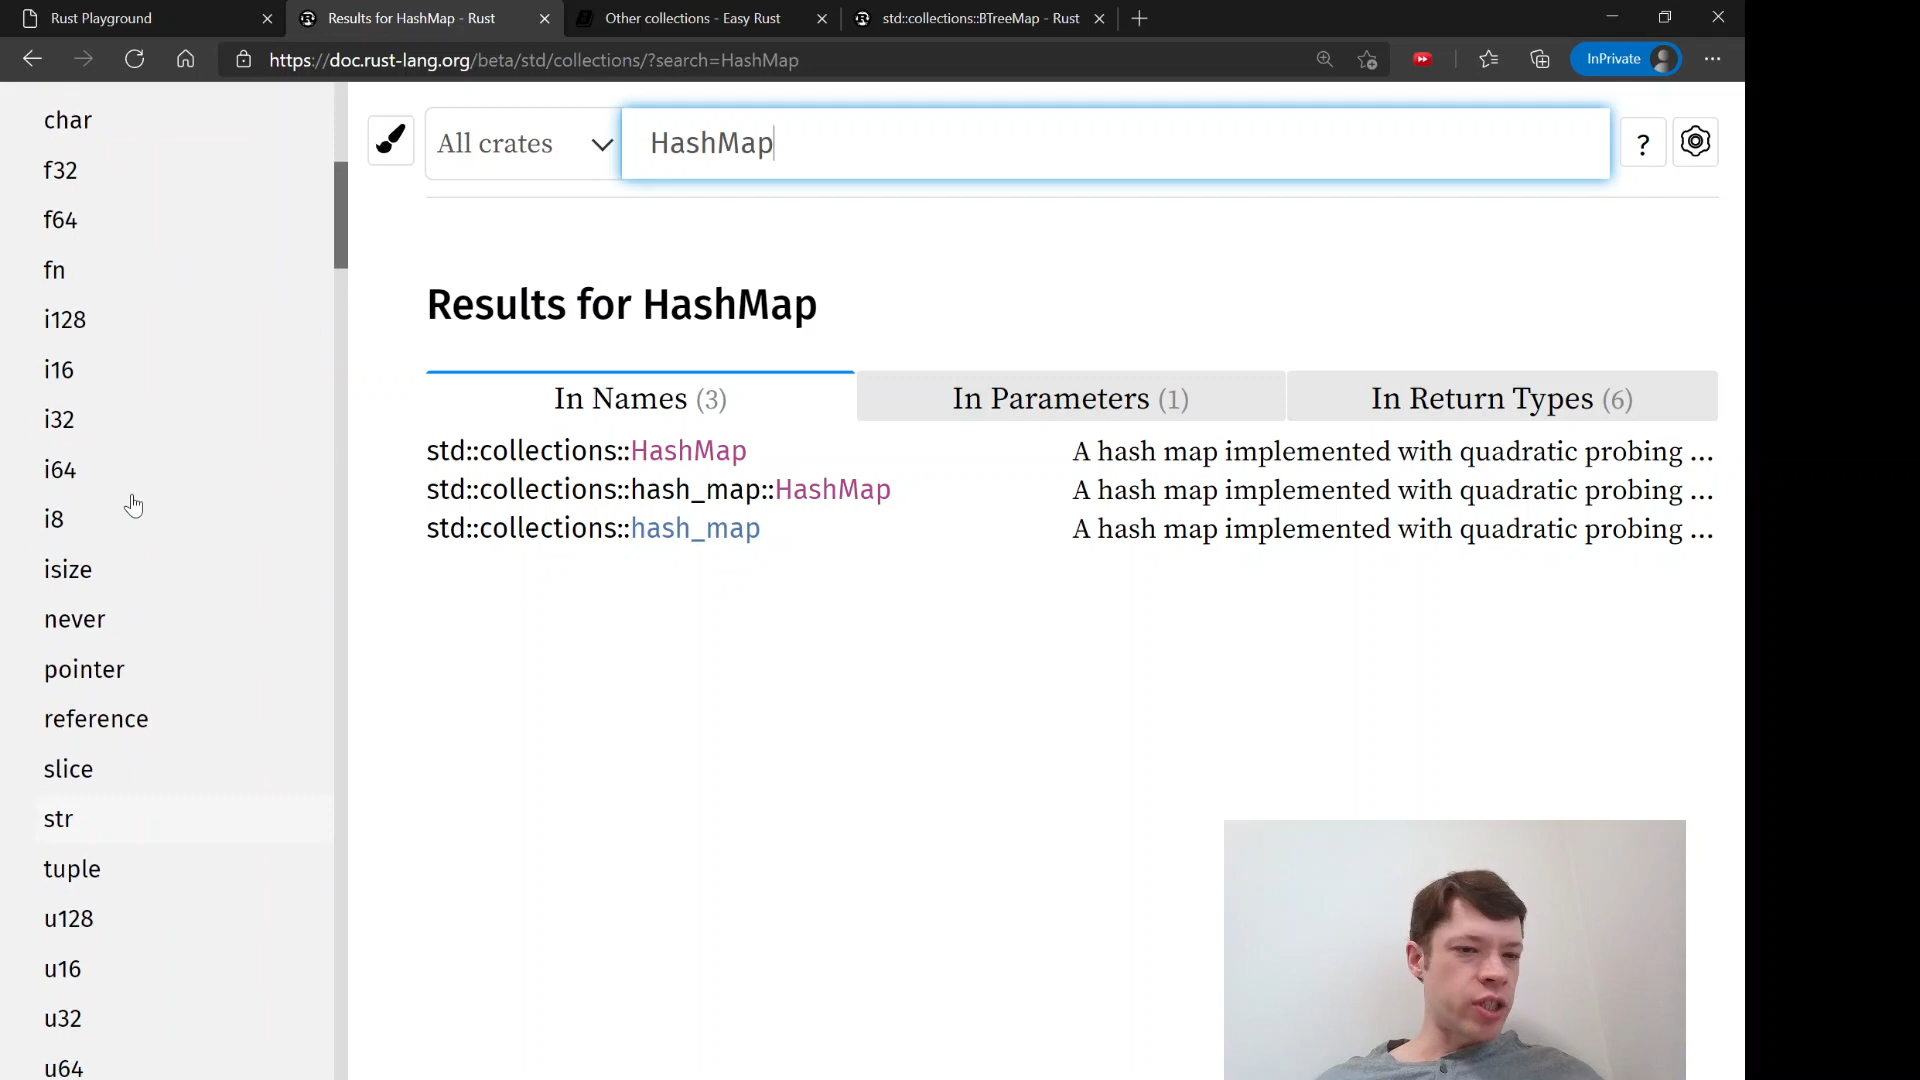 Rust Playground
Results for HashMap - Rust
Other collections - Easy Rust
std::collections::BTreeMap - Rust
https://doc.rust-lang.org/beta/std/collections/?search=HashMap
InPrivate
char
f32
f64
fn
i128
i16
i32
i64
i8
isize
never
pointer
reference
slice
str
tuple
u128
u16
u32
u64
All crates
HashMap
?
Results for HashMap
In Names (3)
In Parameters (1)
In Return Types (6)
std::collections::HashMap
A hash map implemented with quadratic probing ...
std::collections::hash_map::HashMap
A hash map implemented with quadratic probing ...
std::collections::hash_map
A hash map implemented with quadratic probing ...